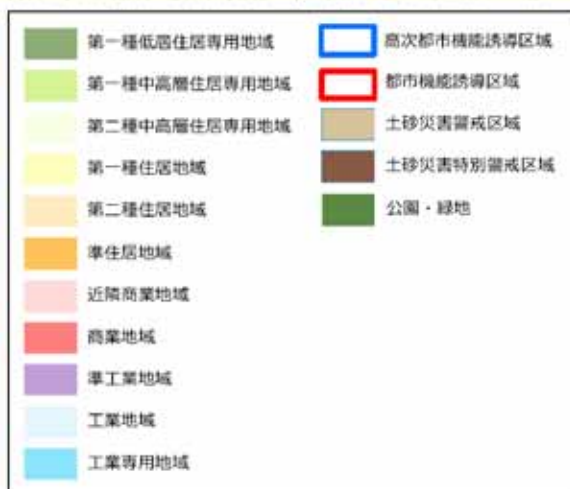 第一種低層住居専用地域
第一種中高層住居専用地域
第二種中高層住居専用地域
第一種住居地域
第二種住居地域
準住居地域
近隣商業地域
商業地域
準工業地域
工業地域
工業専用地域
高次都市機能誘導区域
都市機能誘導区域
土砂災害警戒区域
土砂災害特別警戒区域
公園・緑地